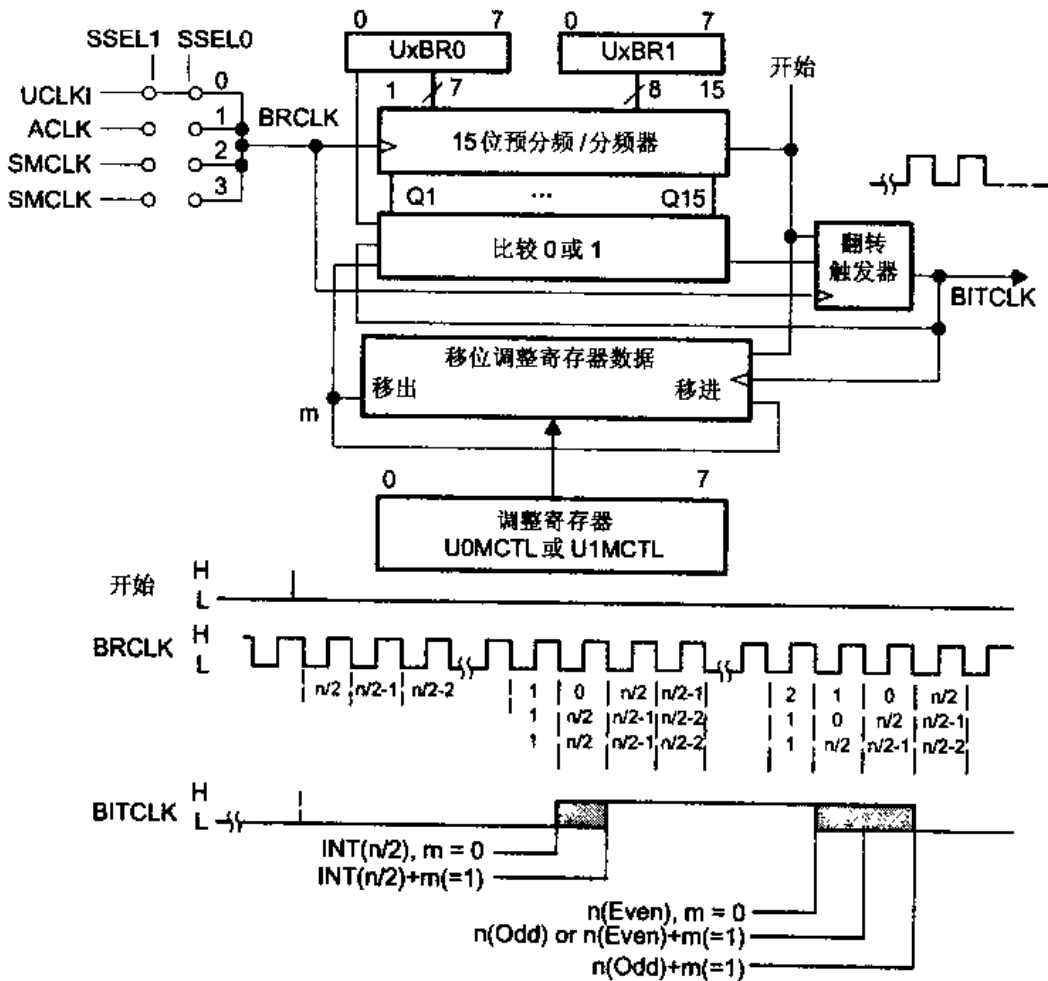 0 7 0 7
SSEL1 SSEL0 UxBR0 UxBR1 开始
UCLKI 0 1 7 8 15
ACLK 1 BRCLK 15位预分频/分频器
SMCLK 2
SMCLK 3 Q1 ... Q15
比较0或1 翻转
触发器
BITCLK
移位调整寄存器数据
移出 移进
m
0 7
调整寄存器
U0MCTL或U1MCTL
开始 H
L
BRCLK H
L
n/2 n/2-1 n/2-2 1 0 n/2 n/2-1 2 1 0 n/2
1 n/2 n/2-1 n/2-2 1 0 n/2 n/2-1
1 n/2 n/2-1 n/2-2 1 n/2 n/2-1 n/2-2
BITCLK H
L
INT(n/2), m = 0
INT(n/2)+m(=1)
n(Even), m = 0
n(Odd) or n(Even)+m(=1)
n(Odd)+m(=1)